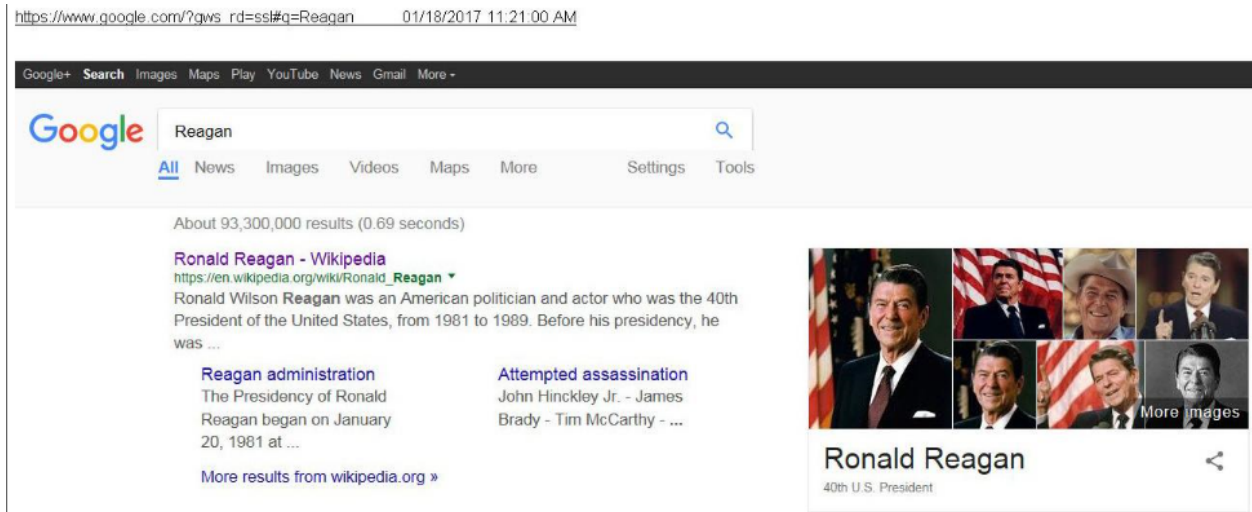 https://www.google.com/?gws_rd=ssl#q=Reagan 01/18/2017 11:21:00 AM
Google+ Search Images Maps Play YouTube News Gmail More
Google Reagan
All News Images Videos Maps More Settings Tools
About 93,300,000 results (0.69 seconds)
Ronald Reagan - Wikipedia
https://en.wikipedia.org/wiki/Ronald_Reagan
Ronald Wilson Reagan was an American politician and actor who was the 40th
President of the United States, from 1981 to 1989. Before his presidency, he
was ...
Reagan administration
The Presidency of Ronald
Reagan began on January
20, 1981 at ...
Attempted assassination
John Hinckley Jr. - James
Brady - Tim McCarthy - ...
More results from wikipedia.org »
More images
Ronald Reagan
40th U.S. President